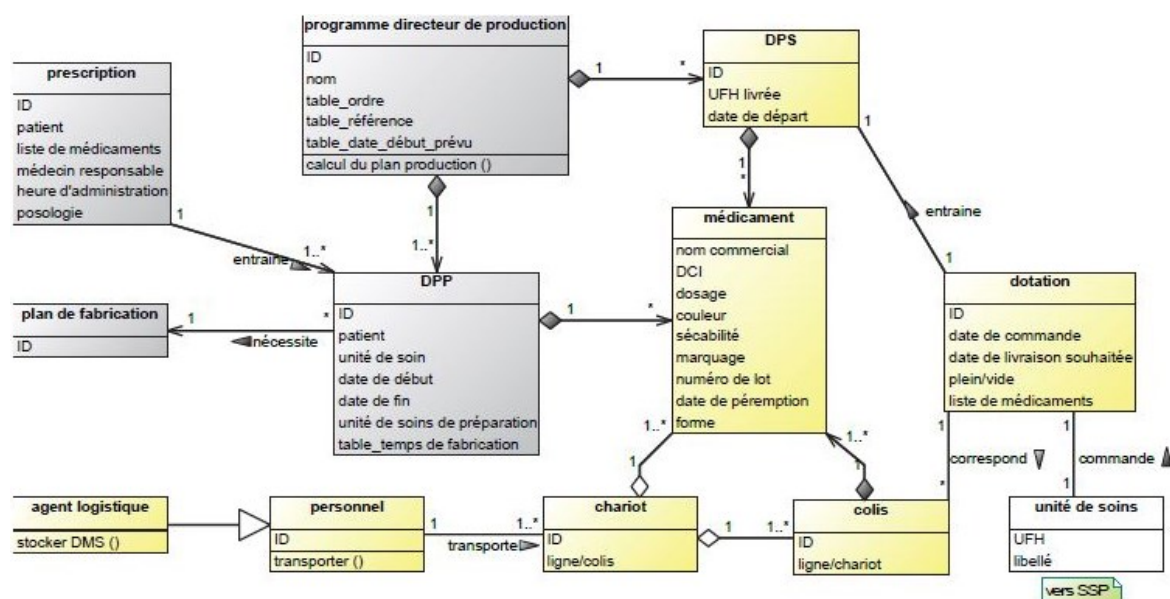 programme directeur de production
ID
nom
table_ordre
table_référence
table_date_début_prévu
calcul du plan production ()
1
*
DPS
ID
UFH livrée
date de départ
prescription
ID
patient
liste de médicaments
médecin responsable
heure d'administration
posologie
1
entraine
1..*
1
1..*
1
*
1
entraine
1
médicament
nom commercial
DCI
dosage
couleur
sécabilité
marquage
numéro de lot
date de péremption
forme
DPP
ID
patient
unité de soin
date de début
date de fin
unité de soins de préparation
table_temps de fabrication
1
*
plan de fabrication
ID
1
*
nécessite
dotation
ID
date de commande
date de livraison souhaitée
plein/vide
liste de médicaments
1..*
1
1..*
1
1
correspond
*
1
commande
1
agent logistique
stocker DMS ()
personnel
ID
transporter ()
1
1..*
transporte
chariot
ID
ligne/colis
1
1..*
colis
ID
ligne/chariot
unité de soins
UFH
libellé
vers SSP